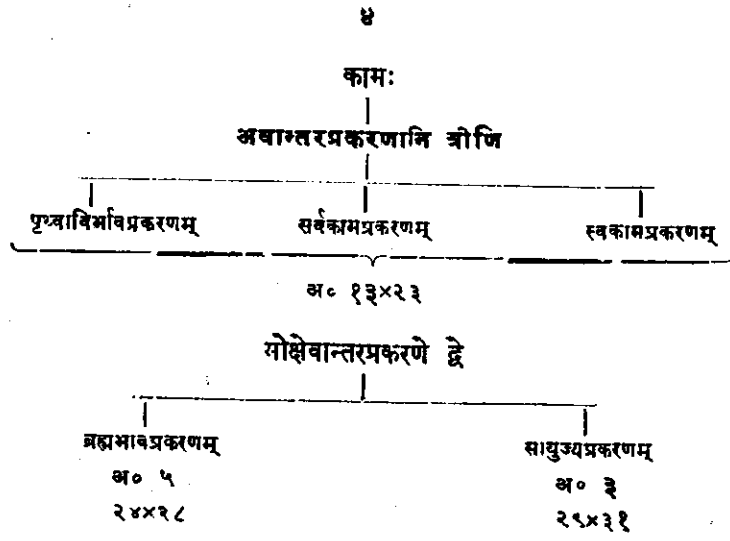 ४
कामः
अवान्तरप्रकरणानि त्रीणि
पृथ्वाविर्भावप्रकरणम् सर्वकामप्रकरणम् स्वकामप्रकरणम्
अ० १३×२३
मोक्षेवान्तरप्रकरणे द्वे
ब्रह्मभावप्रकरणम् सायुज्यप्रकरणम्
अ० ५ अ० ३
२४×२८ २९×३१